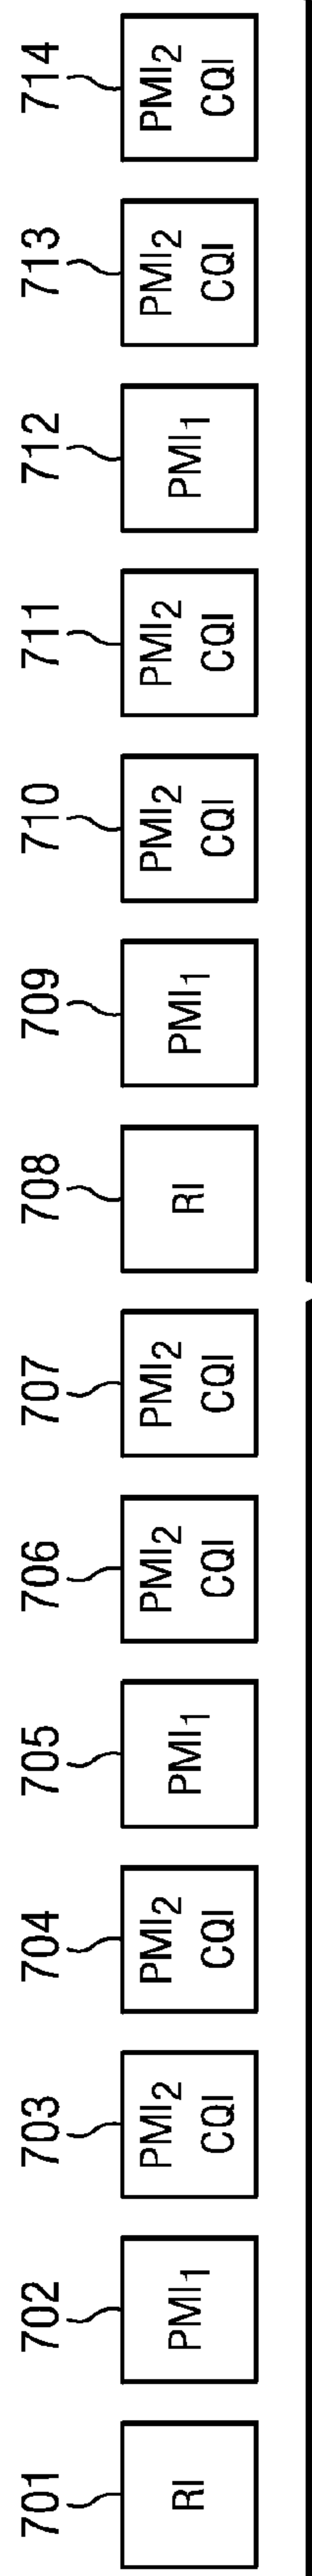 701 702 703 704 705 706 707 708 709 710 711 712 713 714
RI PMI₁ PMI₂ PMI₂ PMI₁ PMI₂ PMI₂ RI PMI₁ PMI₂ PMI₂ PMI₁ PMI₂ PMI₂
CQI CQI CQI CQI CQI CQI CQI CQI